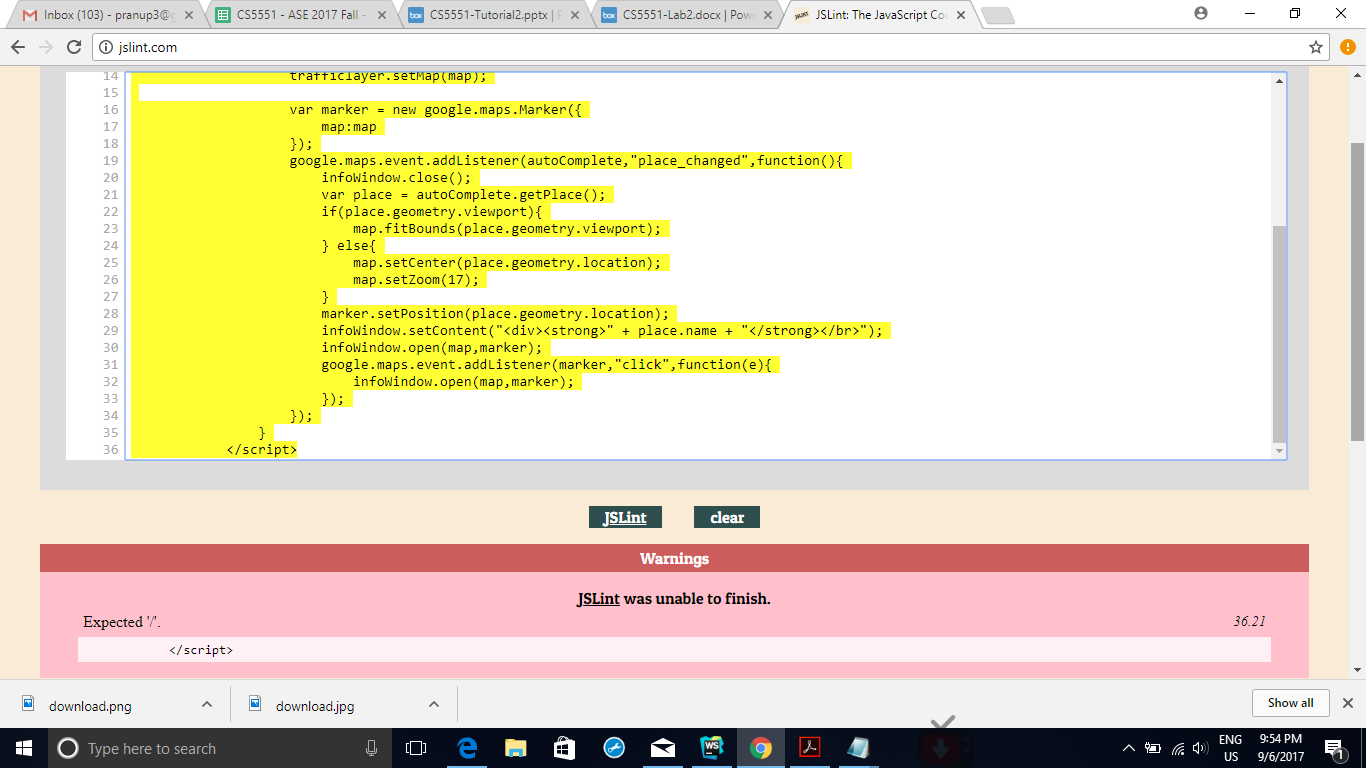 Inbox (103) - pranup3@g
CS5551 - ASE 2017 Fall -
CS5551-Tutorial2.pptx | P
CS5551-Lab2.docx | Pow
JSLint: The JavaScript Co
jslint.com
14 trafficlayer.setMap(map);
15
16 var marker = new google.maps.Marker({
17 map:map
18 });
19 google.maps.event.addListener(autoComplete,"place_changed",function(){
20 infoWindow.close();
21 var place = autoComplete.getPlace();
22 if(place.geometry.viewport){
23 map.fitBounds(place.geometry.viewport);
24 } else{
25 map.setCenter(place.geometry.location);
26 map.setZoom(17);
27 }
28 marker.setPosition(place.geometry.location);
29 infoWindow.setContent("<div><strong>" + place.name + "</strong></br>");
30 infoWindow.open(map,marker);
31 google.maps.event.addListener(marker,"click",function(e){
32 infoWindow.open(map,marker);
33 });
34 });
35 }
36 </script>
JSLint clear
Warnings
JSLint was unable to finish.
Expected '/'. 36.21
</script>
download.png
download.jpg
Show all
Type here to search
ENG
US
9:54 PM
9/6/2017
1